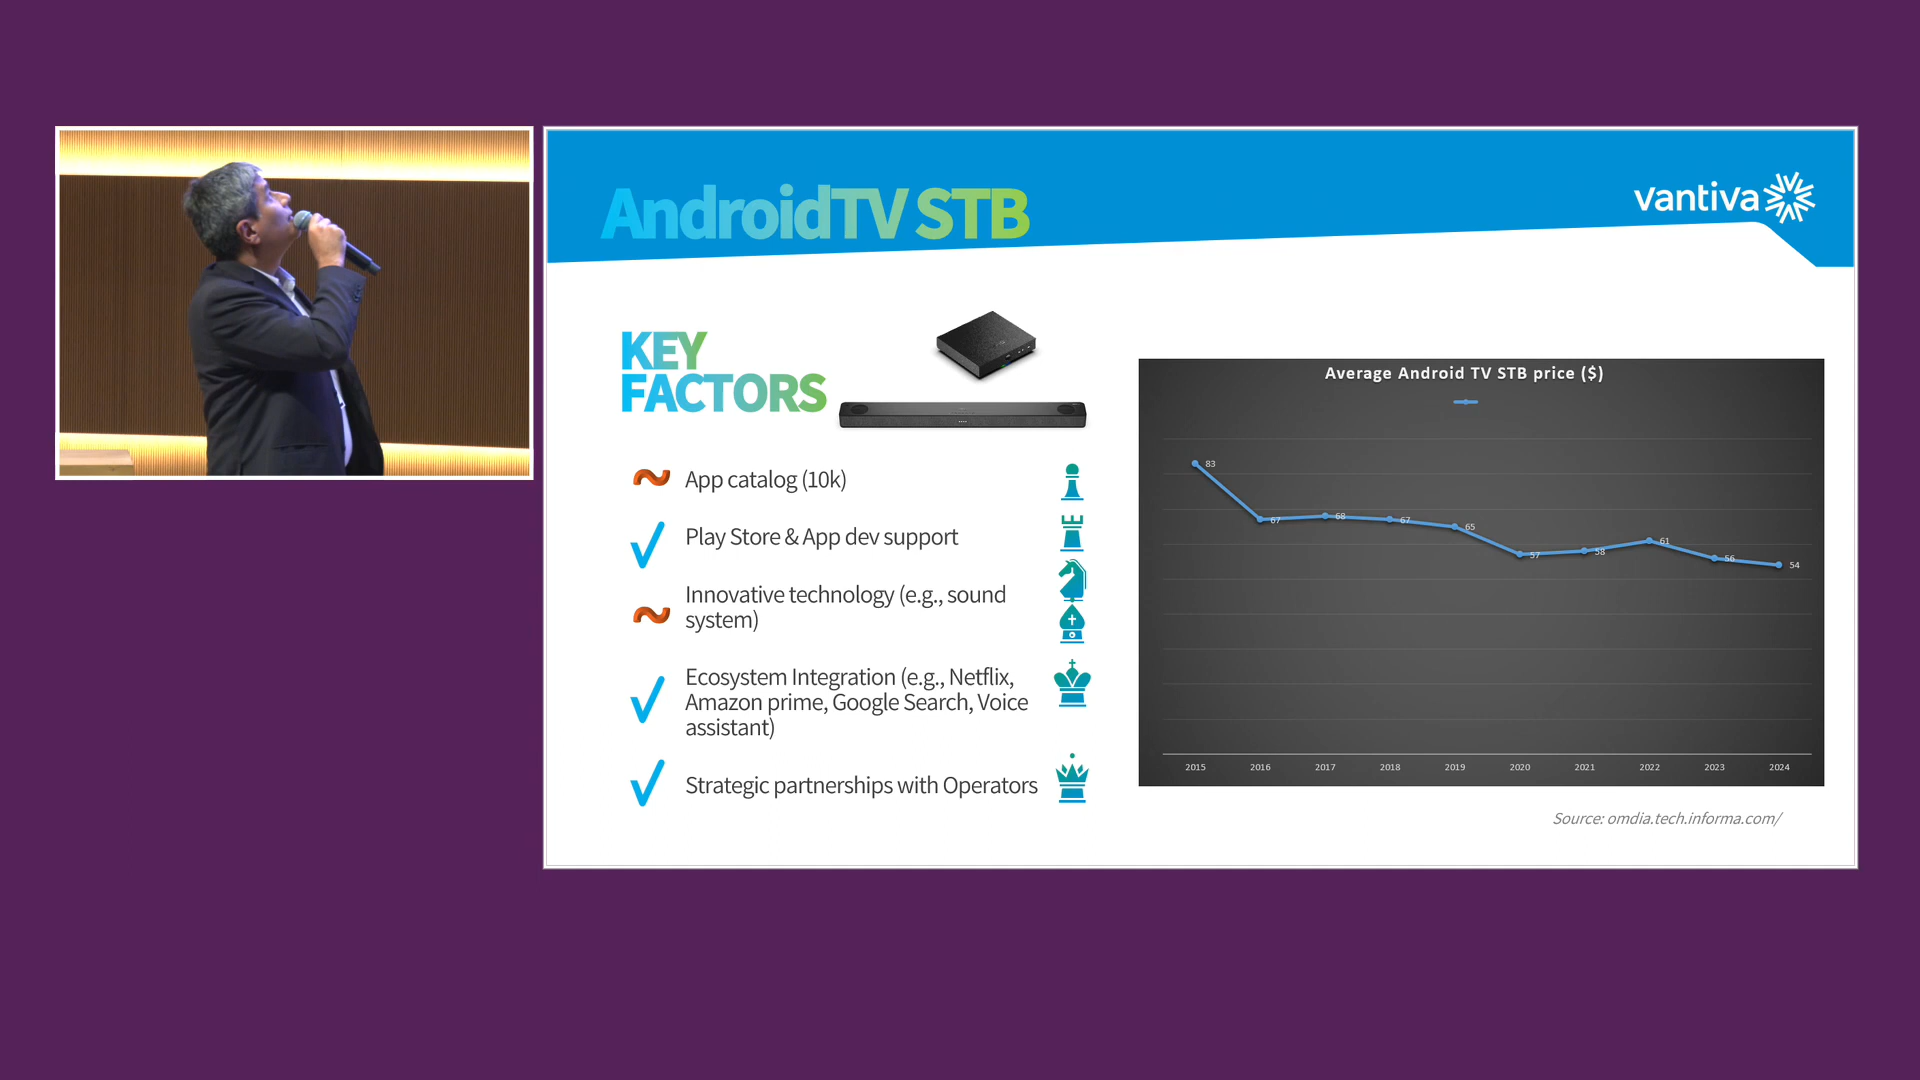 AndroidTV STB
vantiva
KEY
FACTORS
App catalog (10k)
Play Store & App dev support
Innovative technology (e.g., sound
system)
Ecosystem Integration (e.g., Netflix,
Amazon prime, Google Search, Voice
assistant)
Strategic partnerships with Operators
Average Android TV STB price ($)
83
67
68
67
65
57
58
61
56
54
2015 2016 2017 2018 2019 2020 2021 2022 2023 2024
Source: omdia.tech.informa.com/